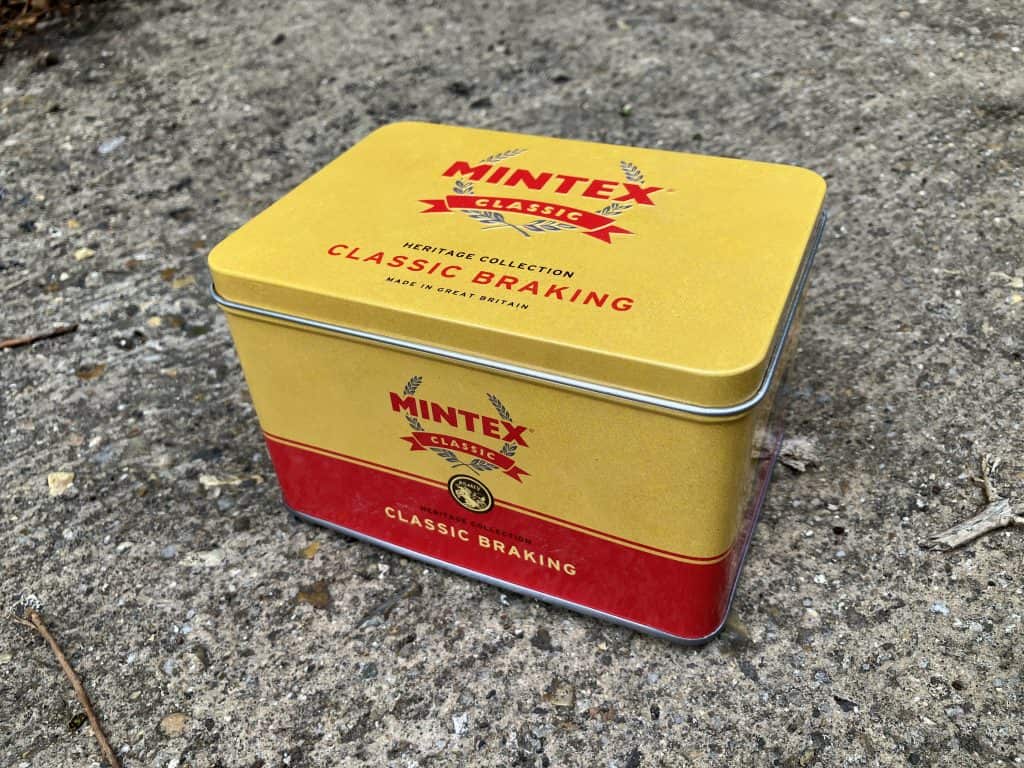 MINTEX
CLASSIC
HERITAGE COLLECTION
CLASSIC BRAKING
MADE IN GREAT BRITAIN
MINTEX®
CLASSIC
HERITAGE COLLECTION
CLASSIC BRAKING